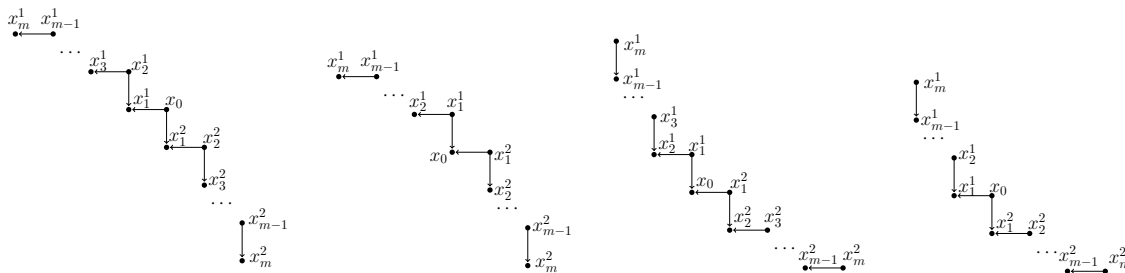 x_m^1 x_{m-1}^1
...
x_3^1 x_2^1
x_1^1 x_0
x_1^2 x_2^2
x_3^2
...
x_{m-1}^2
x_m^2
x_m^1 x_{m-1}^1
...
x_2^1 x_1^1
x_0 x_1^2
x_2^2
...
x_{m-1}^2
x_m^2
x_m^1
x_{m-1}^1
...
x_3^1
x_2^1 x_1^1
x_0 x_1^2
x_2^2 x_3^2
...
x_{m-1}^2 x_m^2
x_m^1
x_{m-1}^1
...
x_2^1
x_1^1 x_0
x_1^2 x_2^2
...
x_{m-1}^2 x_m^2